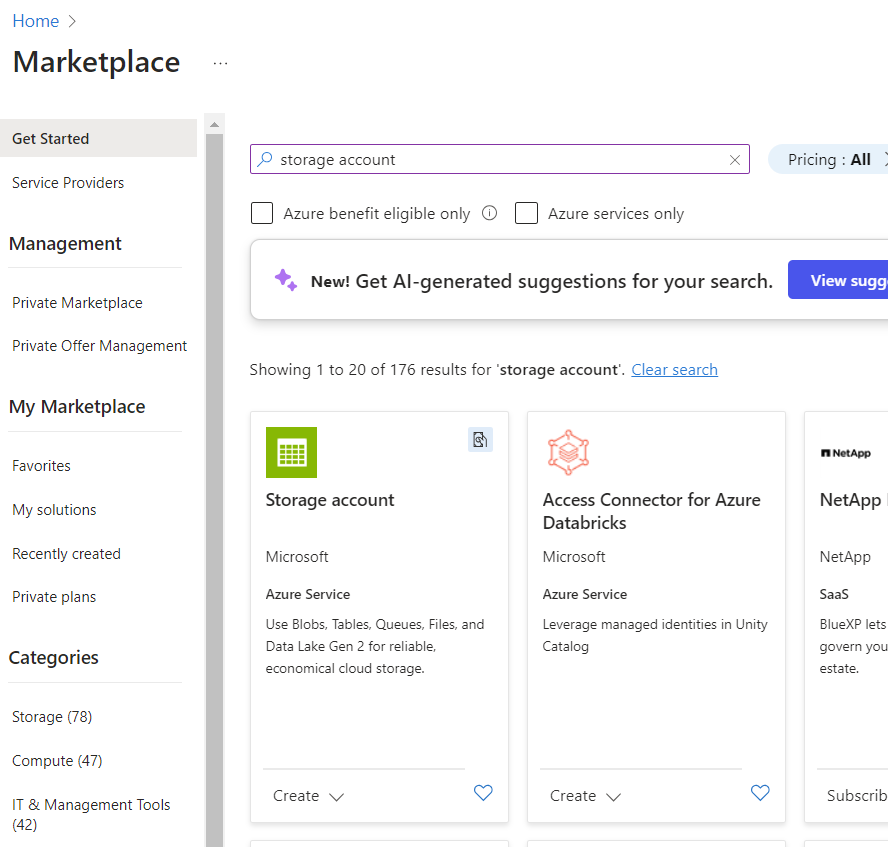 Home
Marketplace
...
Get Started
Service Providers
Management
Private Marketplace
Private Offer Management
My Marketplace
Favorites
My solutions
Recently created
Private plans
Categories
Storage (78)
Compute (47)
IT & Management Tools
(42)
storage account
Pricing : All
Azure benefit eligible only
Azure services only
New! Get AI-generated suggestions for your search.
View sugg
Showing 1 to 20 of 176 results for 'storage account'. Clear search
Storage account
Microsoft
Azure Service
Use Blobs, Tables, Queues, Files, and
Data Lake Gen 2 for reliable,
economical cloud storage.
Create
Access Connector for Azure
Databricks
Microsoft
Azure Service
Leverage managed identities in Unity
Catalog
Create
NetApp
NetApp
NetApp
SaaS
BlueXP lets
govern you
estate.
Subscrib